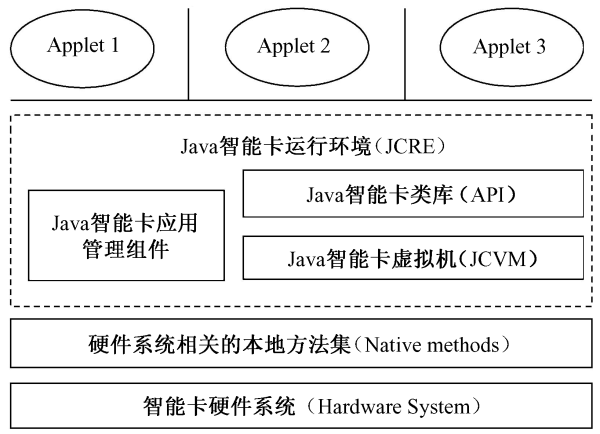 Applet 1
Applet 2
Applet 3
Java智能卡运行环境（JCRE）
Java智能卡类库（API）
Java智能卡应用
管理组件
Java智能卡虚拟机（JCVM）
硬件系统相关的本地方法集（Native methods）
智能卡硬件系统（Hardware System）